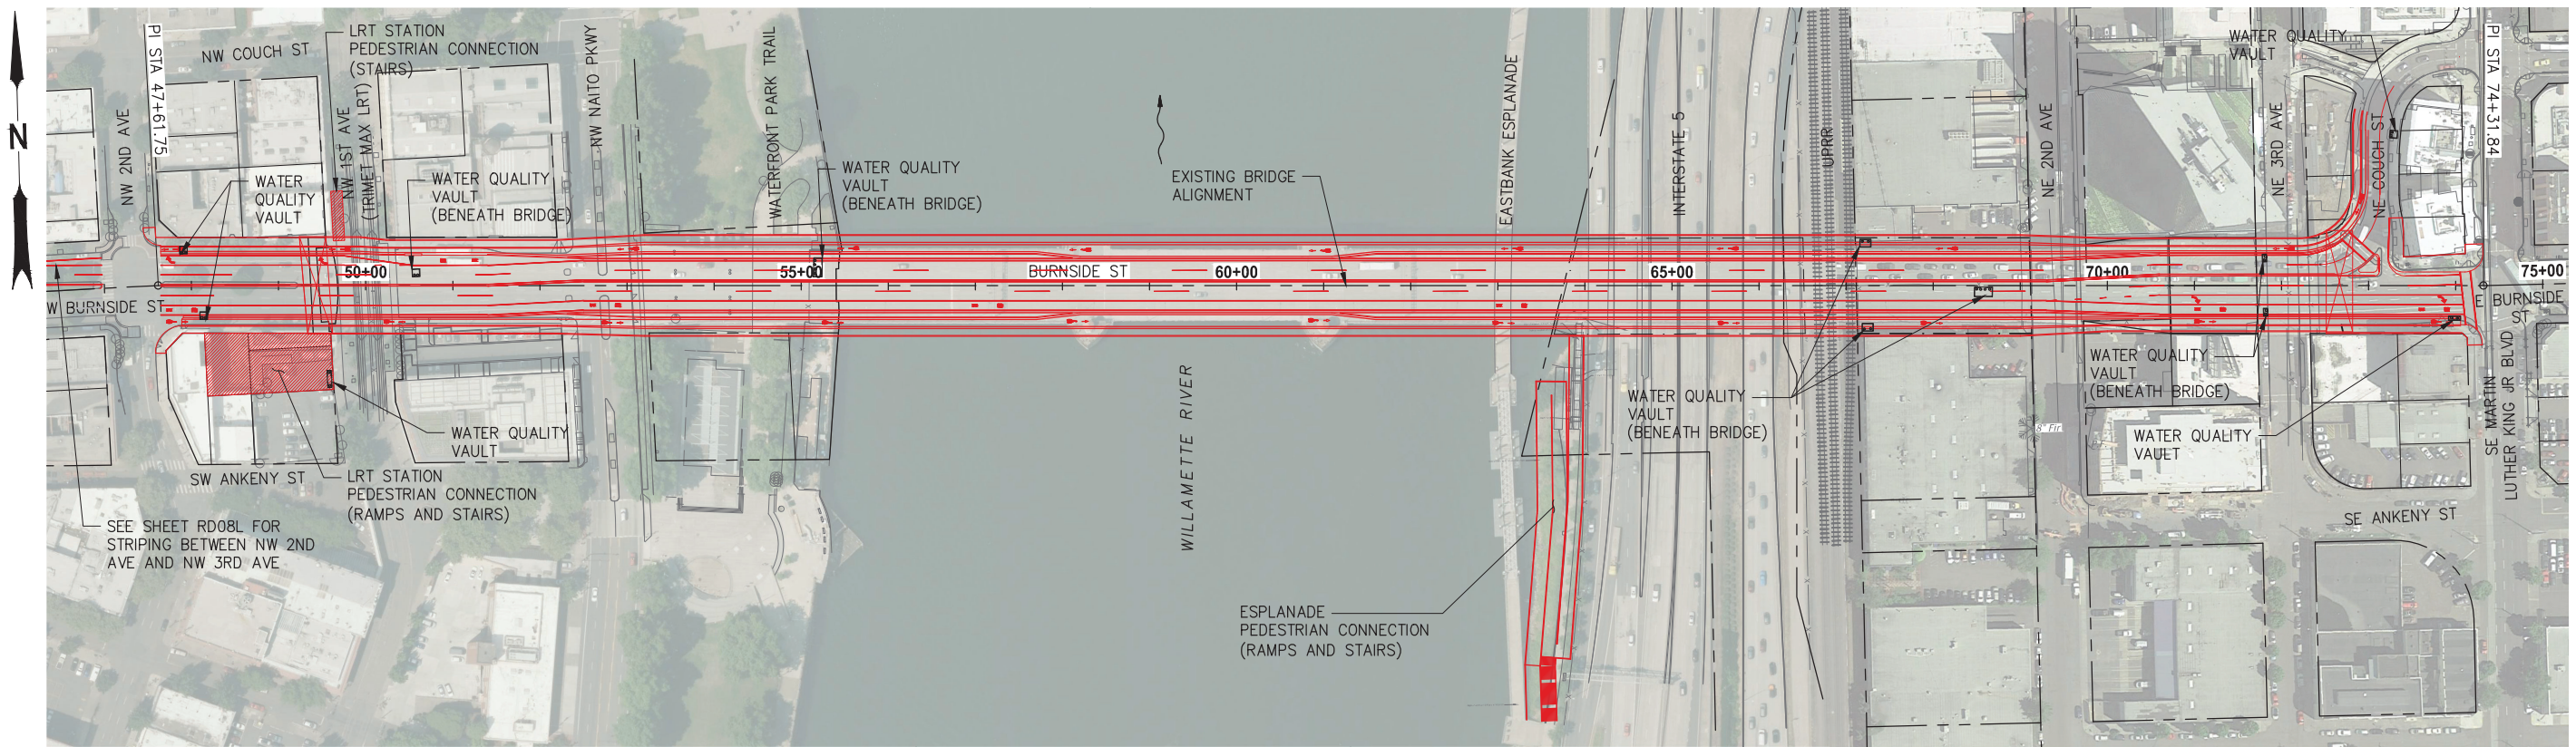 NW COUCH ST
LRT STATION
PEDESTRIAN CONNECTION
(STAIRS)
PI STA 47+61.75
NW 2ND AVE
NW 1ST AVE
(TRIMET MAX LRT)
NW NAITO PKWY
WATERFRONT PARK TRAIL
EASTBANK ESPLANADE
INTERSTATE 5
UPRR
NE 2ND AVE
NE 3RD AVE
NE COUCH ST
WATER QUALITY
VAULT
PI STA 74+31.84
N
WATER
QUALITY
VAULT
WATER QUALITY
VAULT
(BENEATH BRIDGE)
WATER QUALITY
VAULT
(BENEATH BRIDGE)
EXISTING BRIDGE
ALIGNMENT
50+00
55+00
BURNSIDE ST
60+00
65+00
70+00
75+00
W BURNSIDE ST
E BURNSIDE
ST
WATER QUALITY
VAULT
(BENEATH BRIDGE)
WATER QUALITY
VAULT
(BENEATH BRIDGE)
8" Fir
WATER QUALITY
VAULT
SE MARTIN
LUTHER KING JR BLVD
WATER QUALITY
VAULT
SW ANKENY ST
LRT STATION
PEDESTRIAN CONNECTION
(RAMPS AND STAIRS)
WILLAMETTE RIVER
SE ANKENY ST
SEE SHEET RD08L FOR
STRIPING BETWEEN NW 2ND
AVE AND NW 3RD AVE
ESPLANADE
PEDESTRIAN CONNECTION
(RAMPS AND STAIRS)